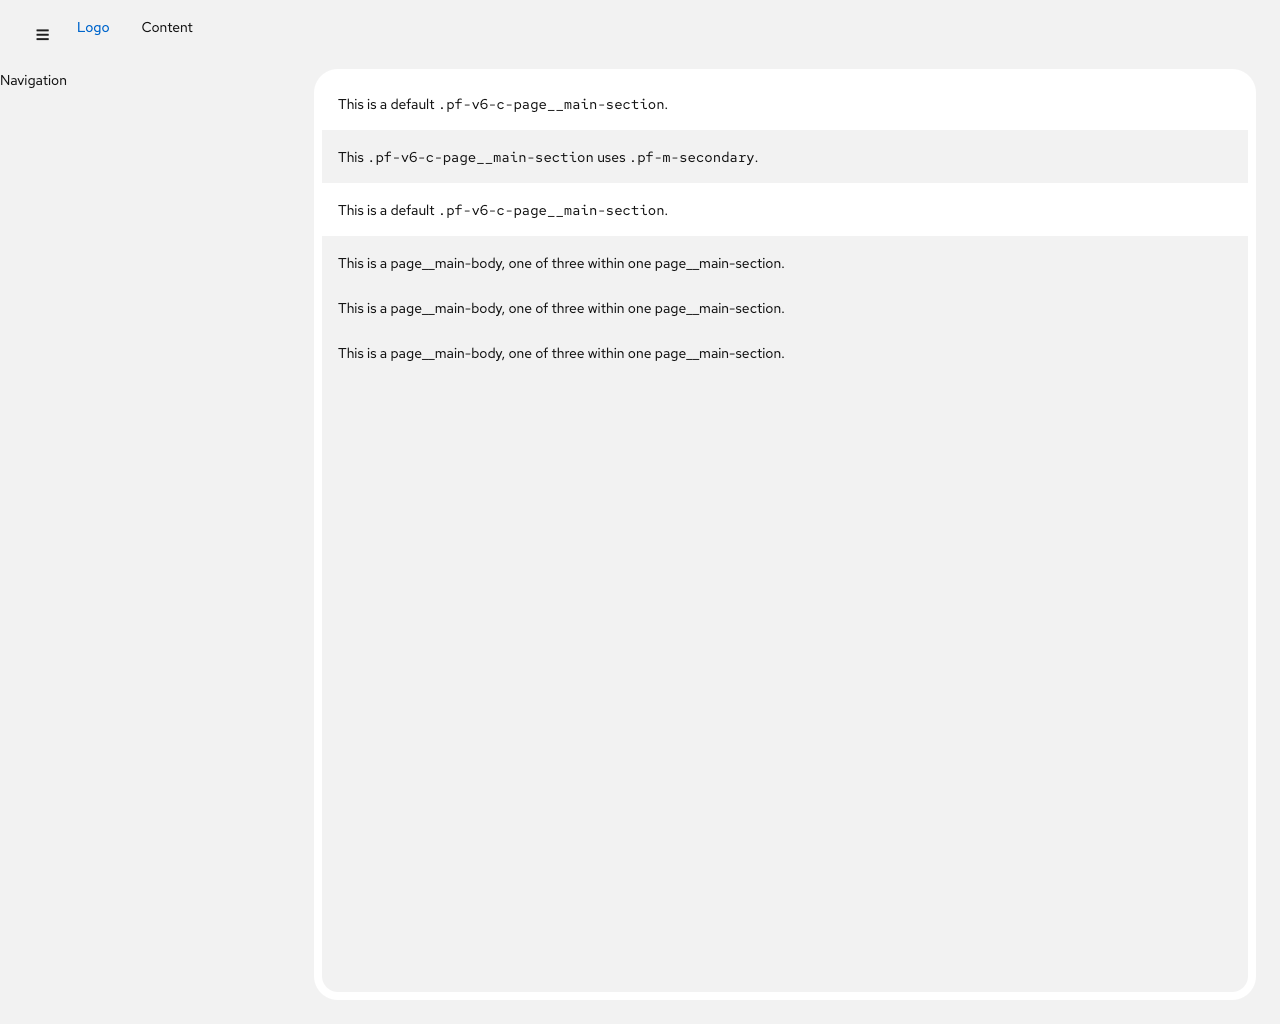 Logo Content
Navigation
This is a default .pf-v6-c-page__main-section.
This .pf-v6-c-page__main-section uses .pf-m-secondary.
This is a default .pf-v6-c-page__main-section.
This is a page__main-body, one of three within one page__main-section.
This is a page__main-body, one of three within one page__main-section.
This is a page__main-body, one of three within one page__main-section.